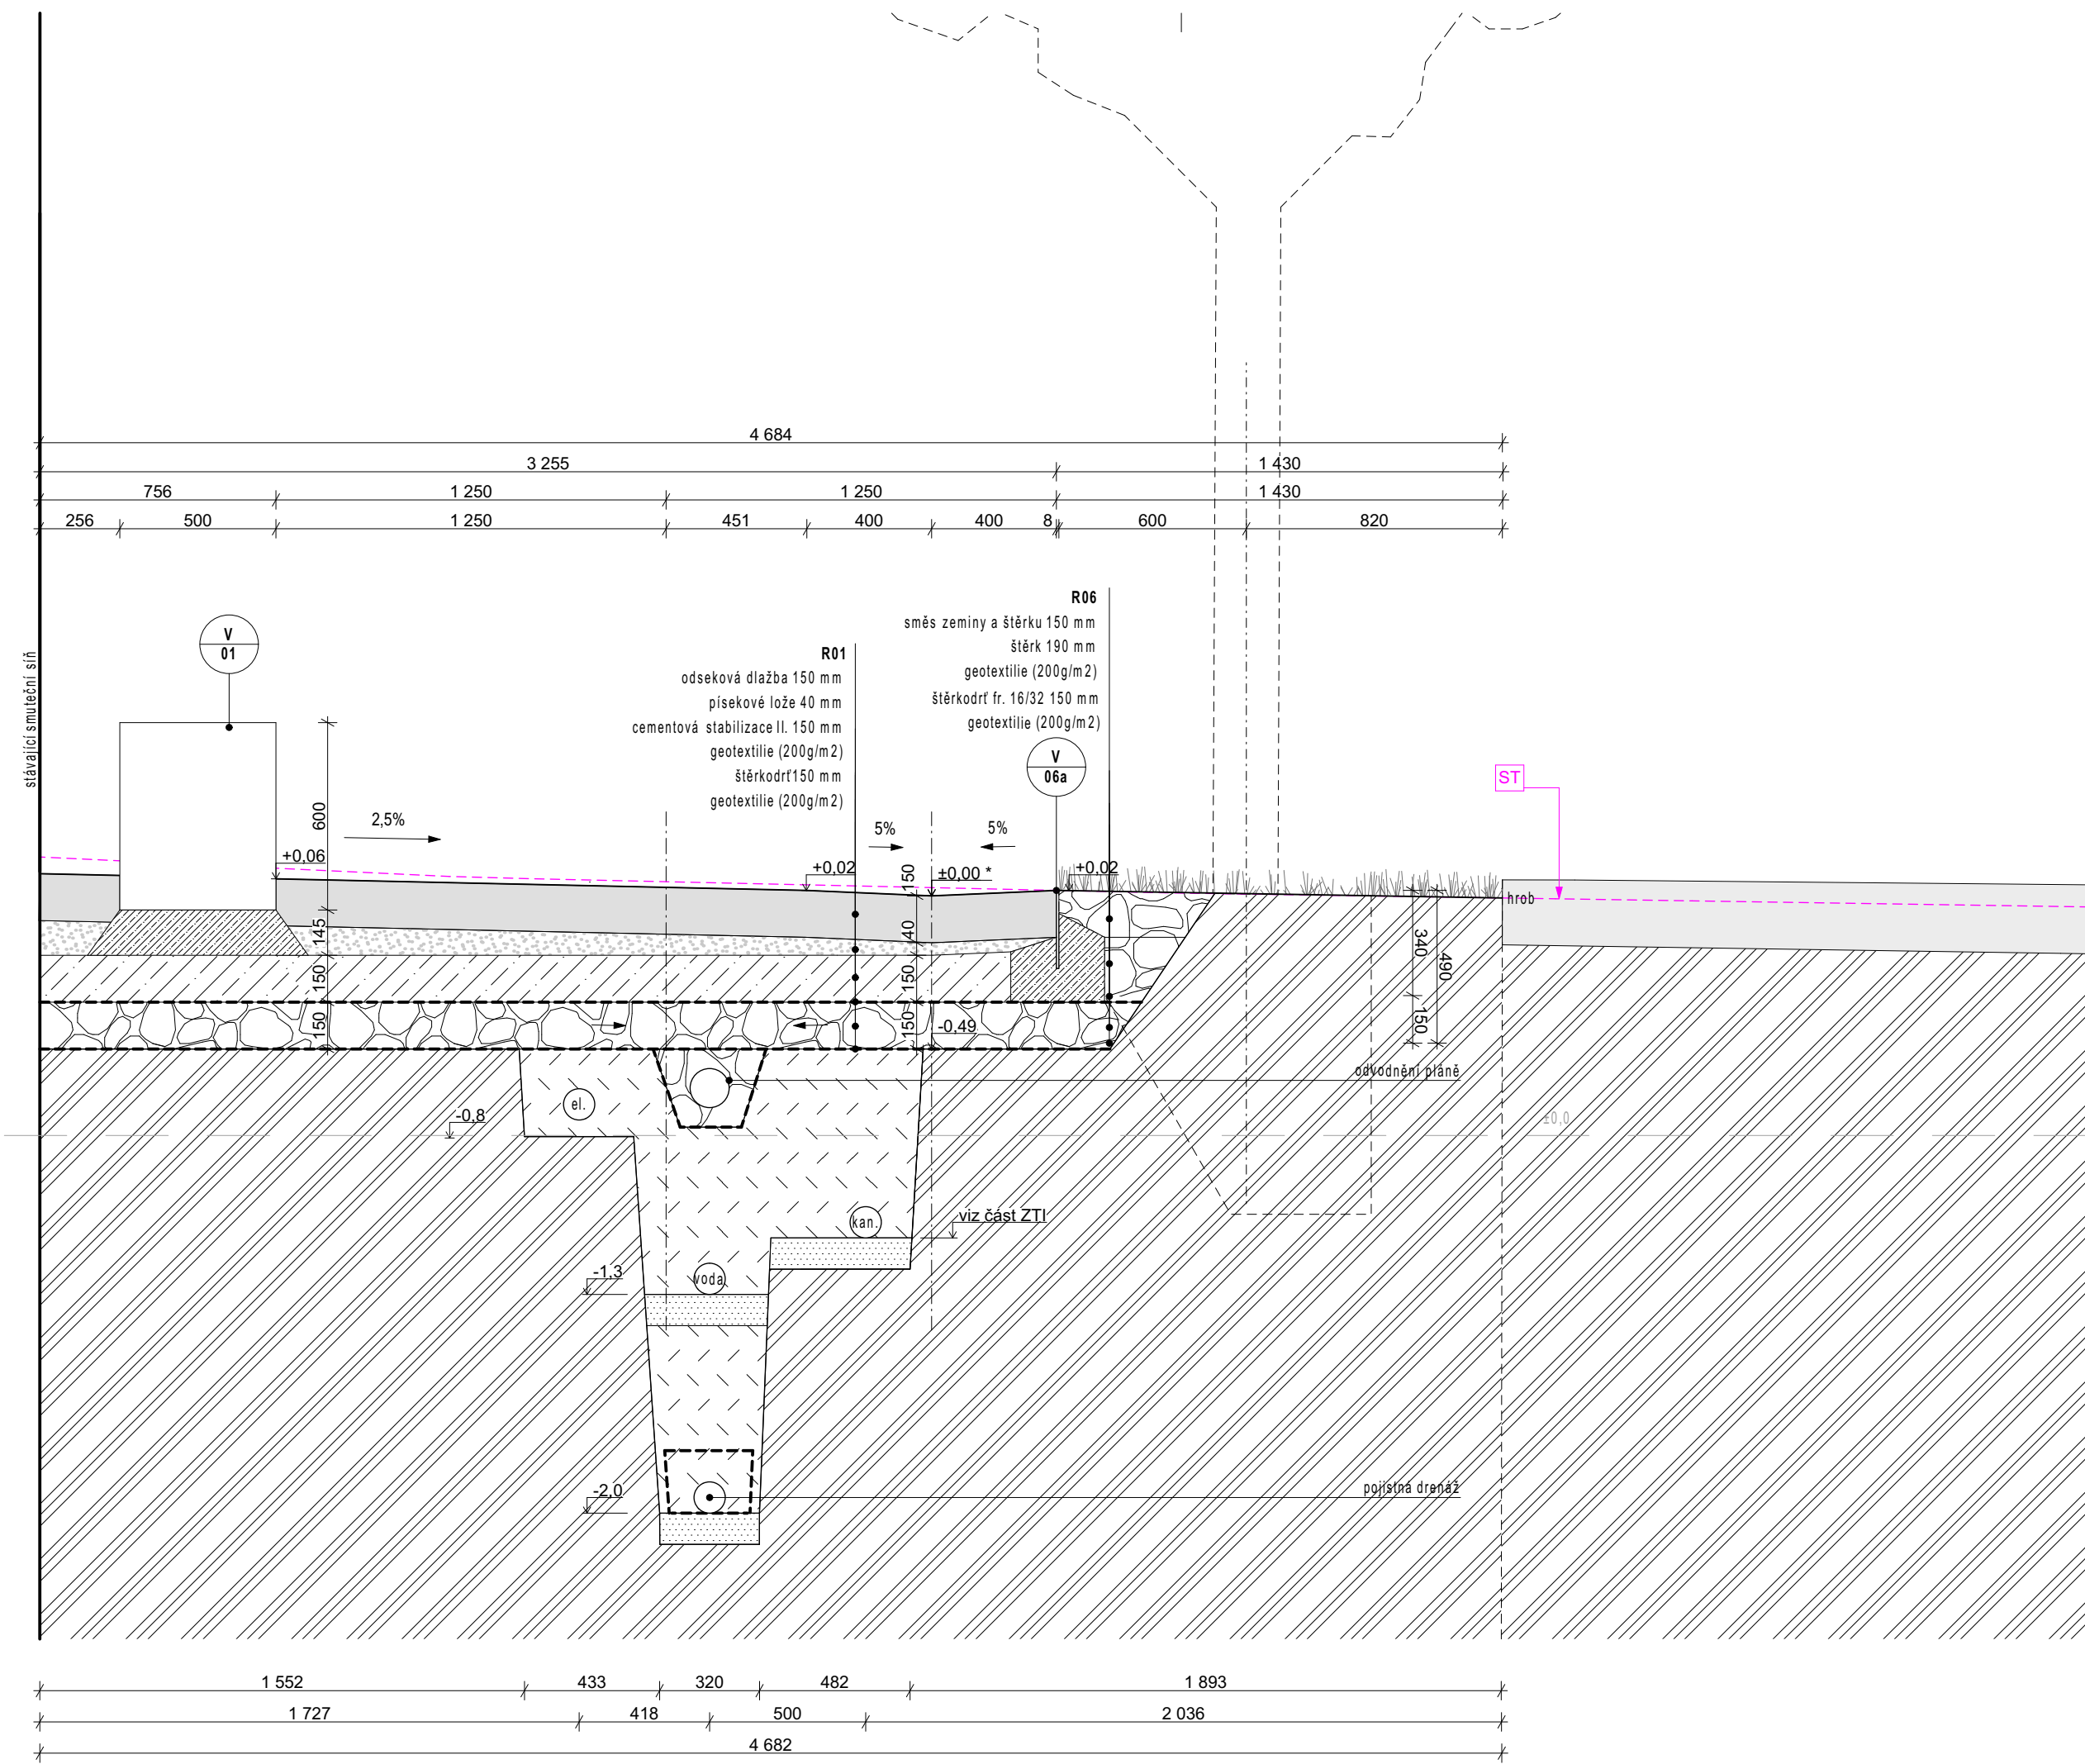 4 684
3 255
1 430
756
1 250
1 250
1 430
256
500
1 250
451
400
400
8
600
820
R06
směs zeminy a štěrku 150 mm
štěrk 190 mm
geotextilie (200g/m2)
štěrkodrť fr. 16/32 150 mm
geotextilie (200g/m2)
V
01
R01
odseková dlažba 150 mm
písekové lože 40 mm
cementová stabilizace II. 150 mm
geotextilie (200g/m2)
štěrkodrť150 mm
geotextilie (200g/m2)
V
06a
stávající smuteční síň
ST
600
2,5%
5%
5%
+0,06
+0,02
150
±0,00 *
+0,02
hrob
145
40
340
490
150
150
150
150
-0,49
150
odvodnění pláně
el.
-0,8
±0,0
kan.
viz část ZTI
-1,3
voda
-2,0
pojistná drenáž
1 552
433
320
482
1 893
1 727
418
500
2 036
4 682